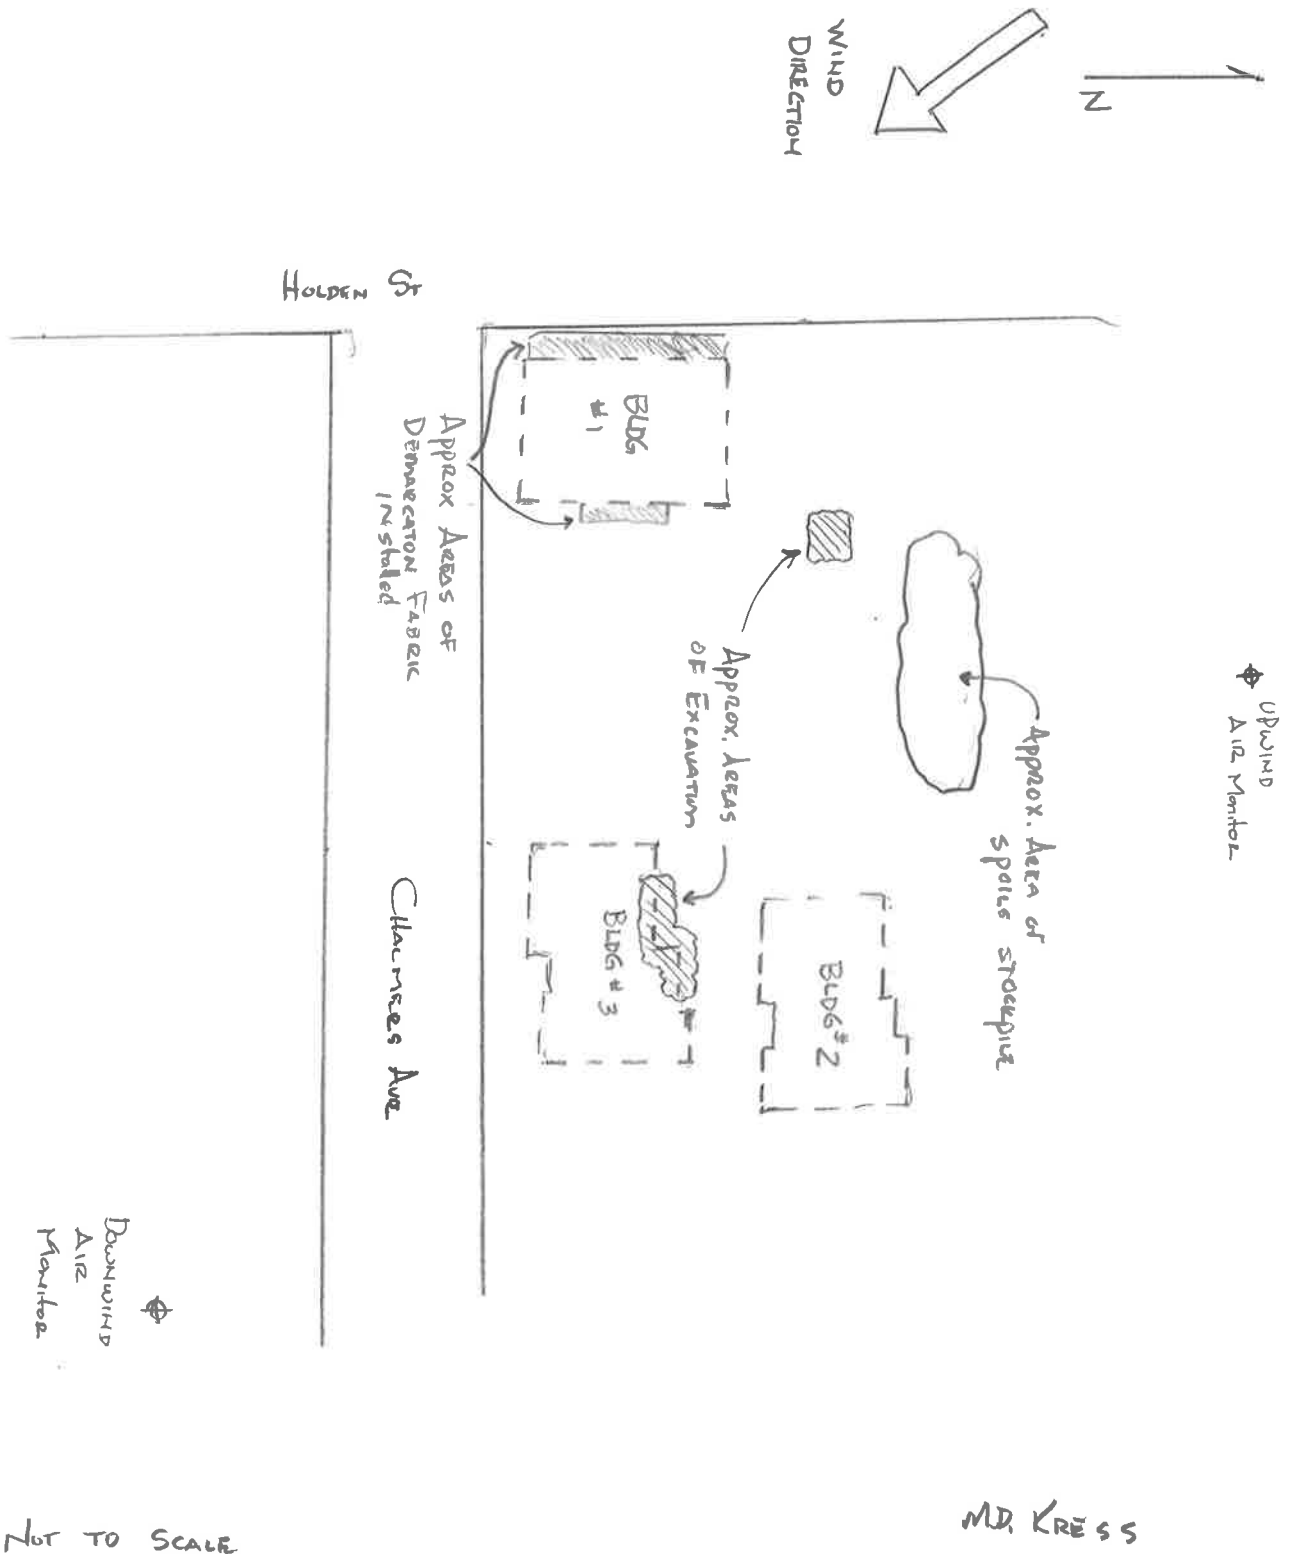 WIND
DIRECTION
N
HOLDEN ST
BLDG
#1
APPROX AREAS OF
DEMARCATON FABRIC
INstalled
APPROX. AREAS
OF EXCAVATION
UPWIND
AIR MONITOR
APPROX. AREA OF
SPOILS STOCKPILE
BLDG #3
BLDG #2
CHALMERS AVE
DOWNWIND
AIR
MONITOR
NOT TO SCALE
M.D. KRESS